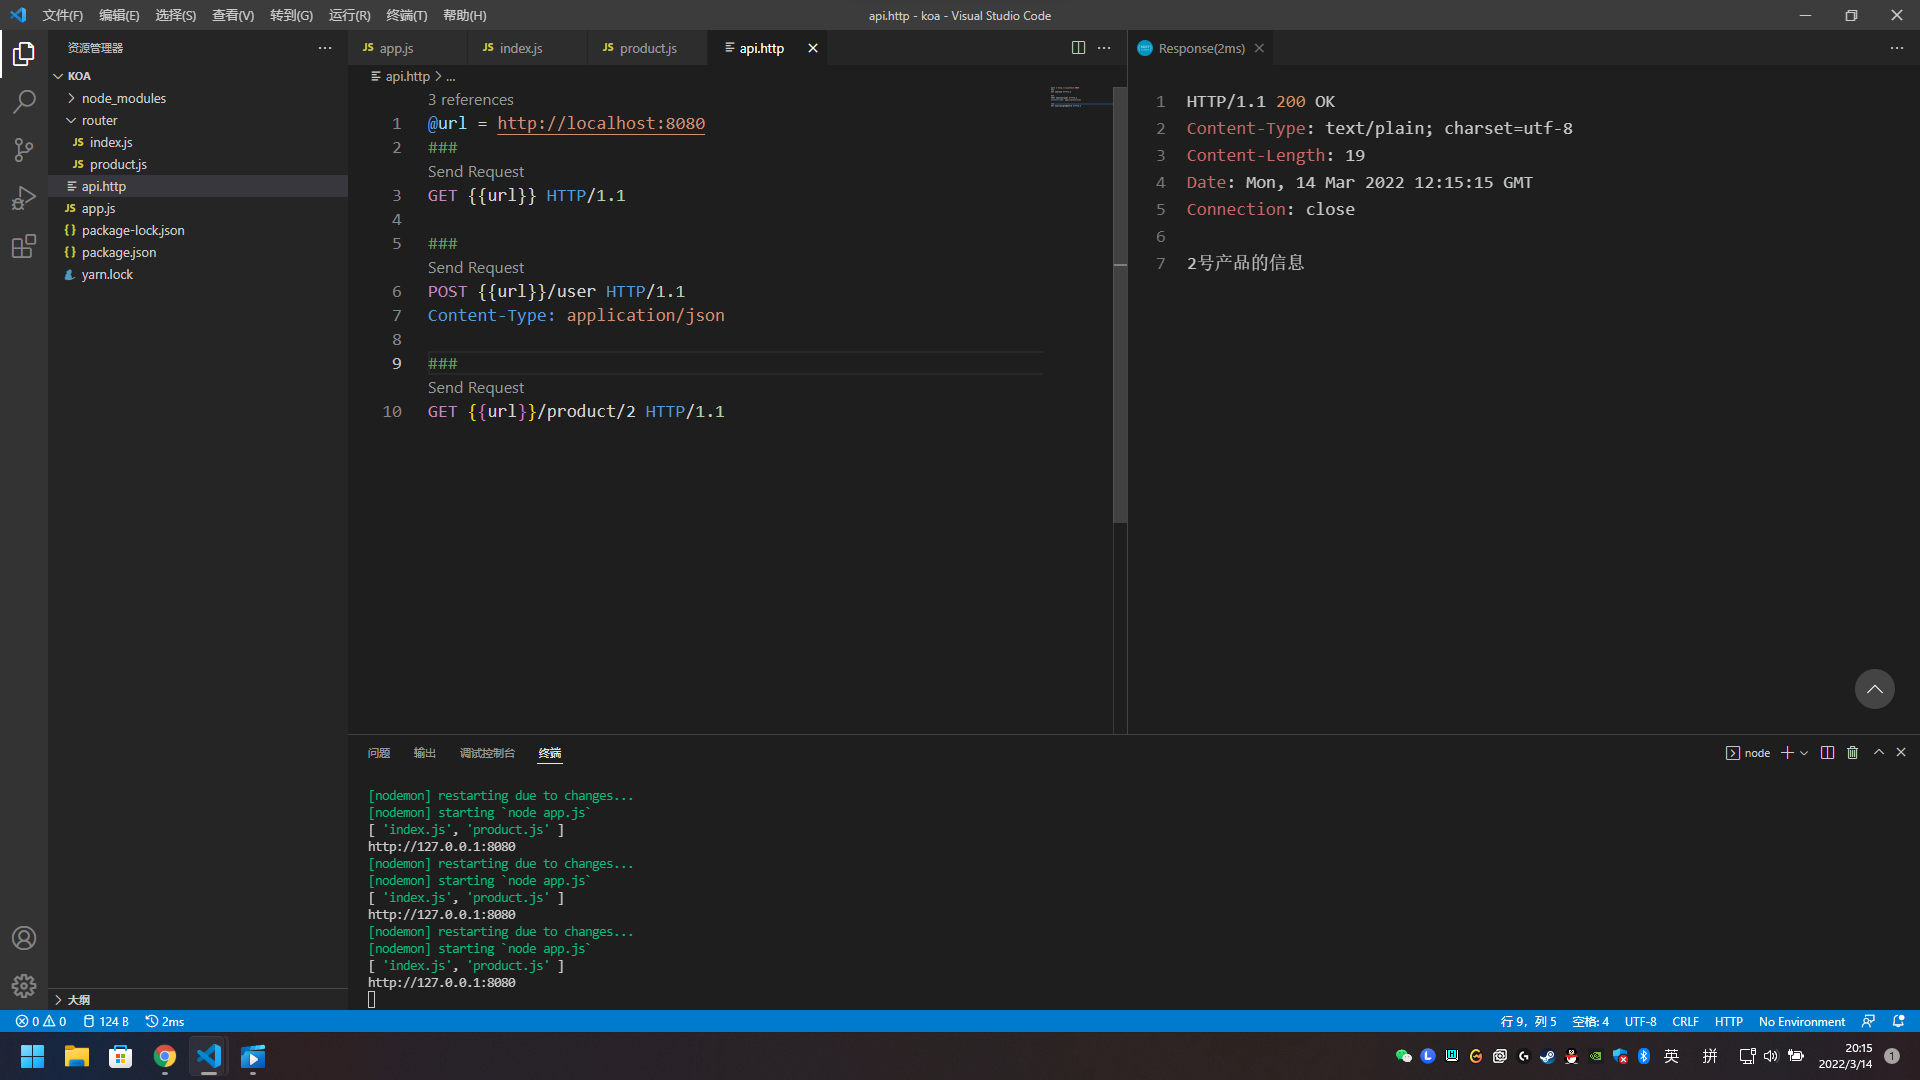 文件(F) 编辑(E) 选择(S) 查看(V) 转到(G) 运行(R) 终端(T) 帮助(H)
api.http - koa - Visual Studio Code
资源管理器
KOA
node_modules
router
JS index.js
JS product.js
api.http
JS app.js
{} package-lock.json
{} package.json
yarn.lock
大纲
JS app.js
JS index.js
JS product.js
api.http
api.http > ...
3 references
1 @url = http://localhost:8080
2 ###
Send Request
3 GET {{url}} HTTP/1.1
4
5 ###
Send Request
6 POST {{url}}/user HTTP/1.1
7 Content-Type: application/json
8
9 ###
Send Request
10 GET {{url}}/product/2 HTTP/1.1
Response(2ms)
1 HTTP/1.1 200 OK
2 Content-Type: text/plain; charset=utf-8
3 Content-Length: 19
4 Date: Mon, 14 Mar 2022 12:15:15 GMT
5 Connection: close
6
7 2号产品的信息
问题 输出 调试控制台 终端
node
[nodemon] restarting due to changes...
[nodemon] starting `node app.js`
[ 'index.js', 'product.js' ]
http://127.0.0.1:8080
[nodemon] restarting due to changes...
[nodemon] starting `node app.js`
[ 'index.js', 'product.js' ]
http://127.0.0.1:8080
[nodemon] restarting due to changes...
[nodemon] starting `node app.js`
[ 'index.js', 'product.js' ]
http://127.0.0.1:8080
0 0 124 B 2ms
行 9，列 5 空格: 4 UTF-8 CRLF HTTP No Environment
英 拼
20:15
2022/3/14
1